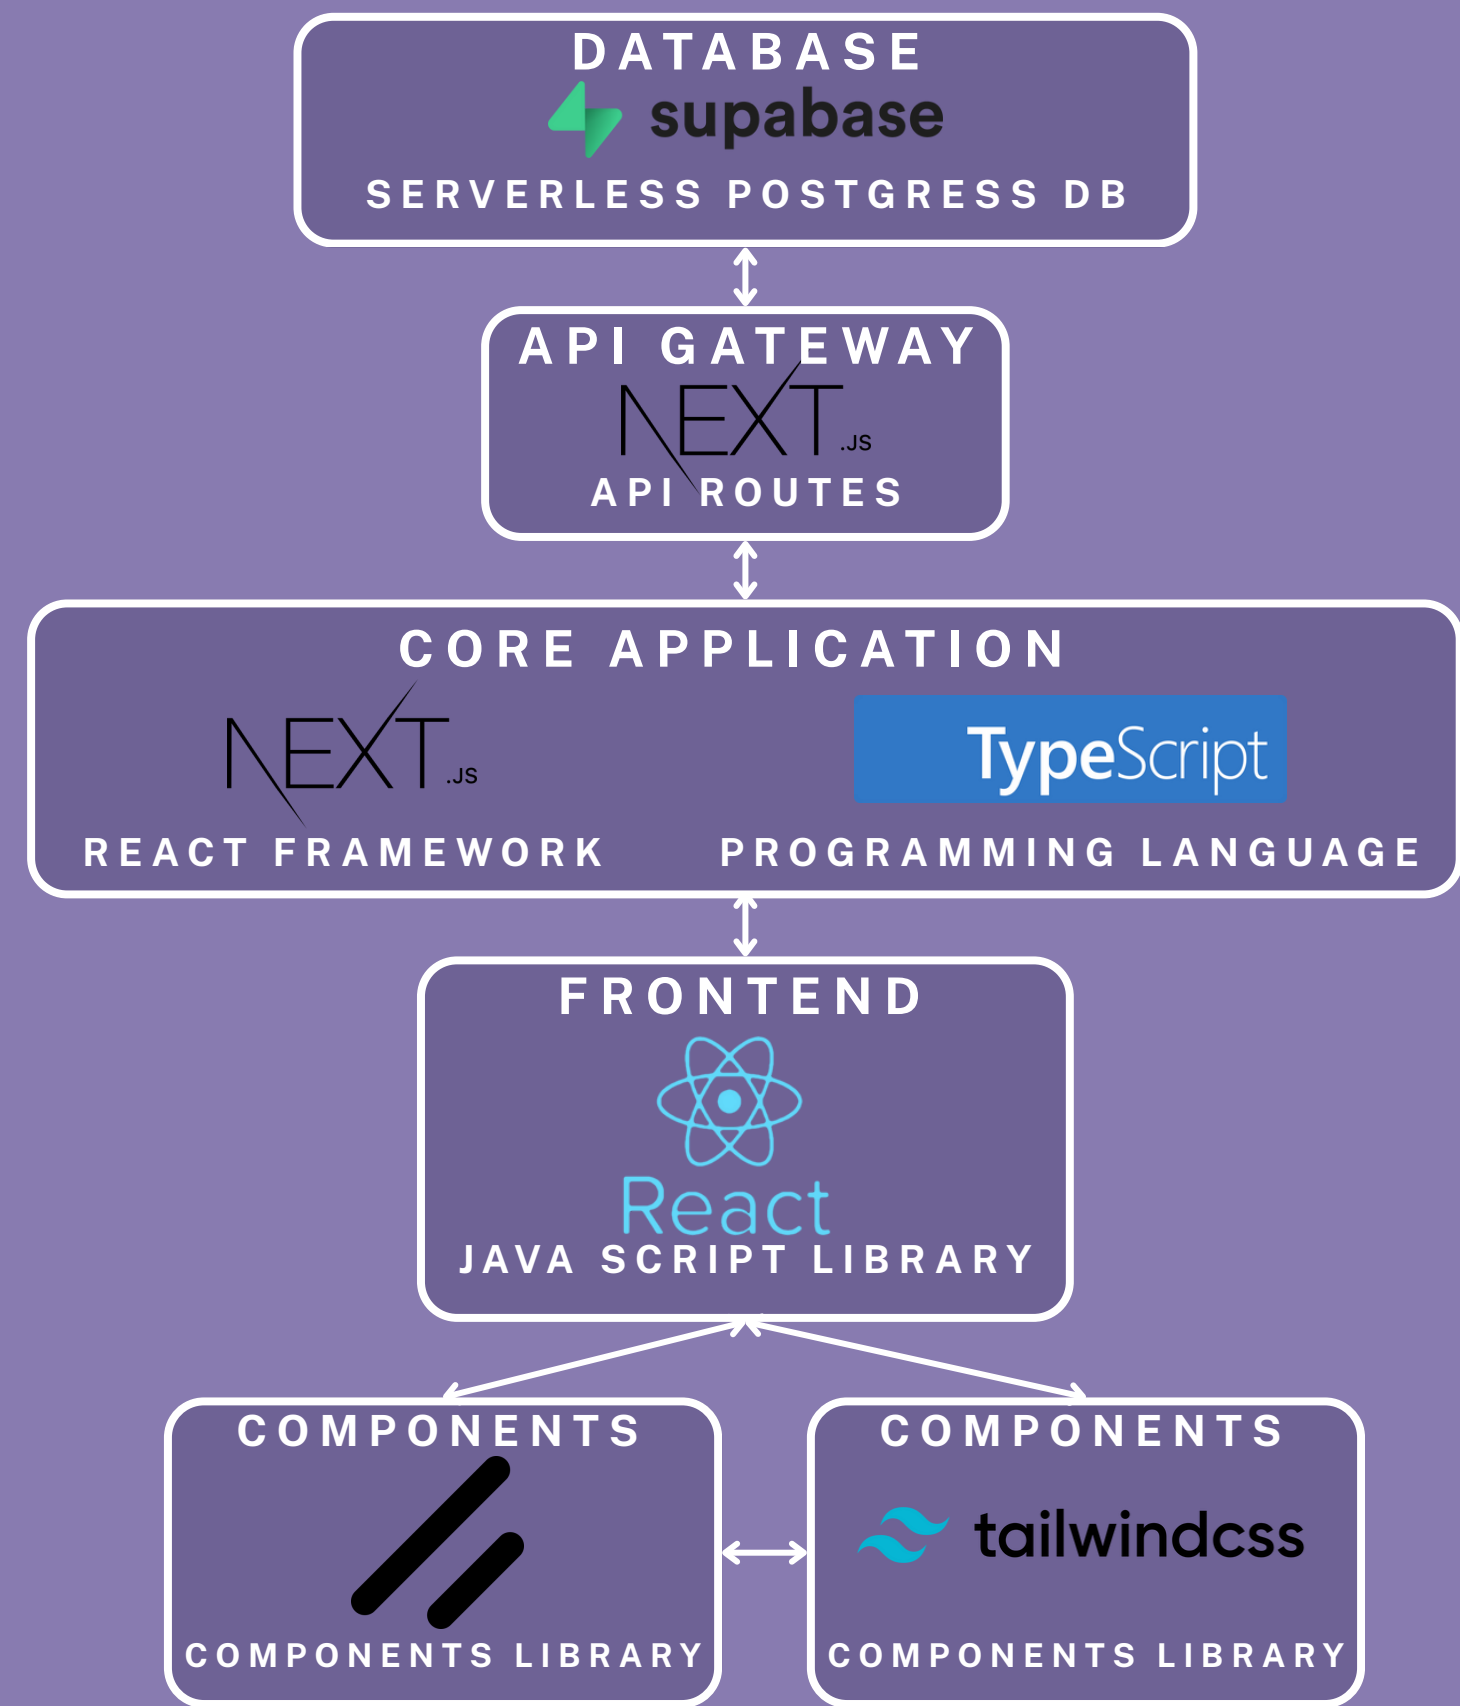 DATABASE
supabase
SERVERLESS POSTGRESS DB
API GATEWAY
NEXT.JS
API ROUTES
CORE APPLICATION
NEXT.JS
TypeScript
REACT FRAMEWORK
PROGRAMMING LANGUAGE
FRONTEND
React
JAVA SCRIPT LIBRARY
COMPONENTS
COMPONENTS LIBRARY
COMPONENTS
tailwindcss
COMPONENTS LIBRARY